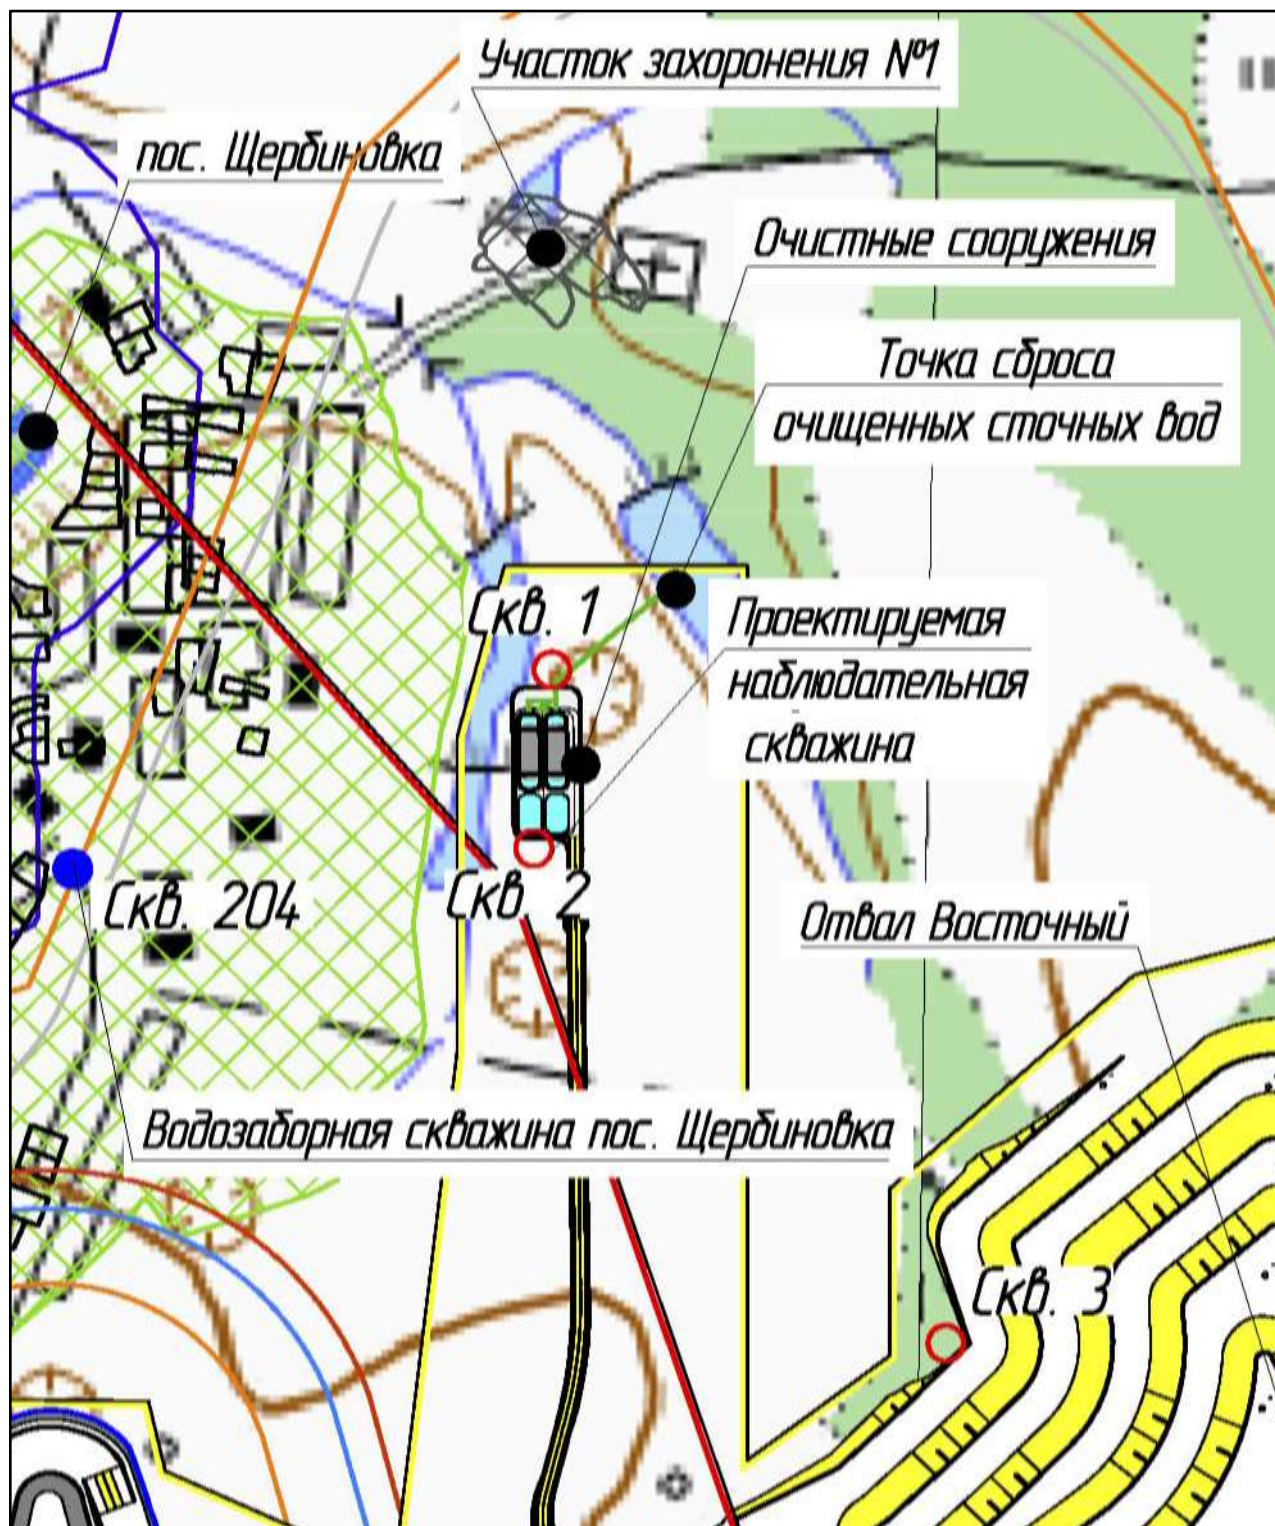 Участок захоронения №1
пос. Щербиновка
Очистные сооружения
Точка сброса
очищенных сточных вод
Скв. 1
Проектируемая
наблюдательная
скважина
Скв. 204
Скв. 2
Отвал Восточный
Водозаборная скважина пос. Щербиновка
Скв. 3